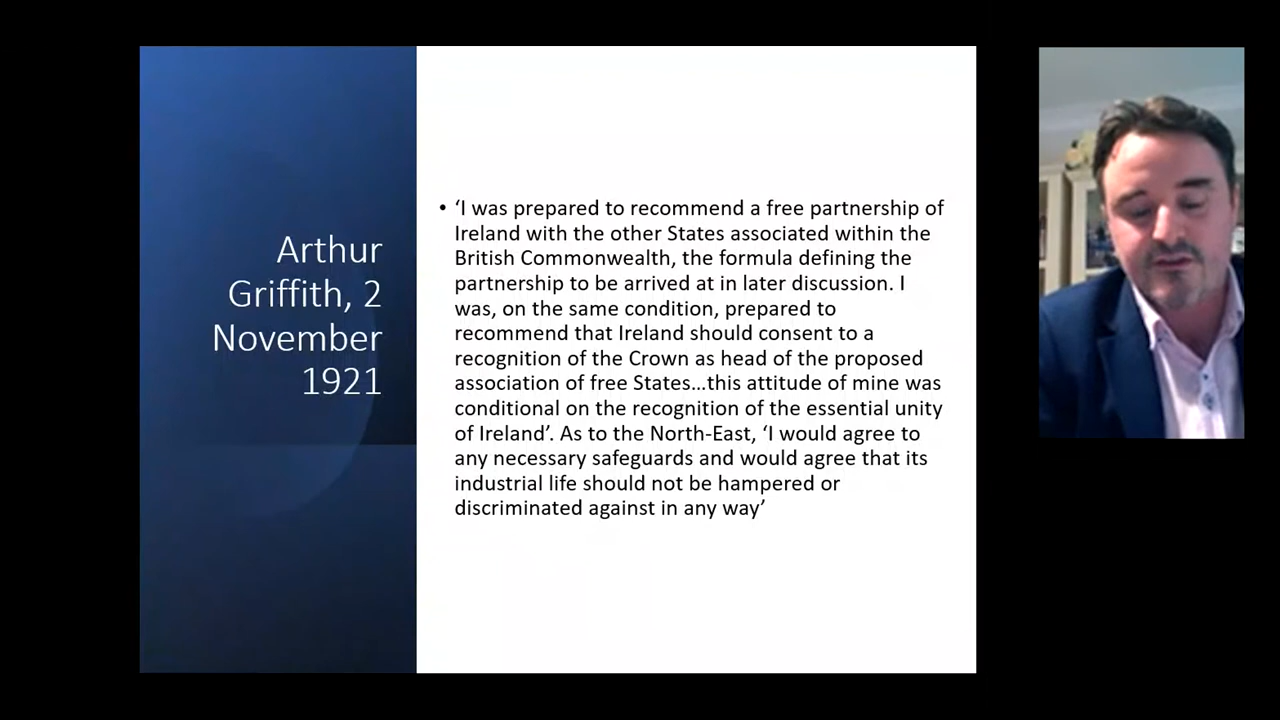 Arthur
Griffith, 2
November
1921
• ‘I was prepared to recommend a free partnership of
Ireland with the other States associated within the
British Commonwealth, the formula defining the
partnership to be arrived at in later discussion. I
was, on the same condition, prepared to
recommend that Ireland should consent to a
recognition of the Crown as head of the proposed
association of free States…this attitude of mine was
conditional on the recognition of the essential unity
of Ireland’. As to the North-East, ‘I would agree to
any necessary safeguards and would agree that its
industrial life should not be hampered or
discriminated against in any way’